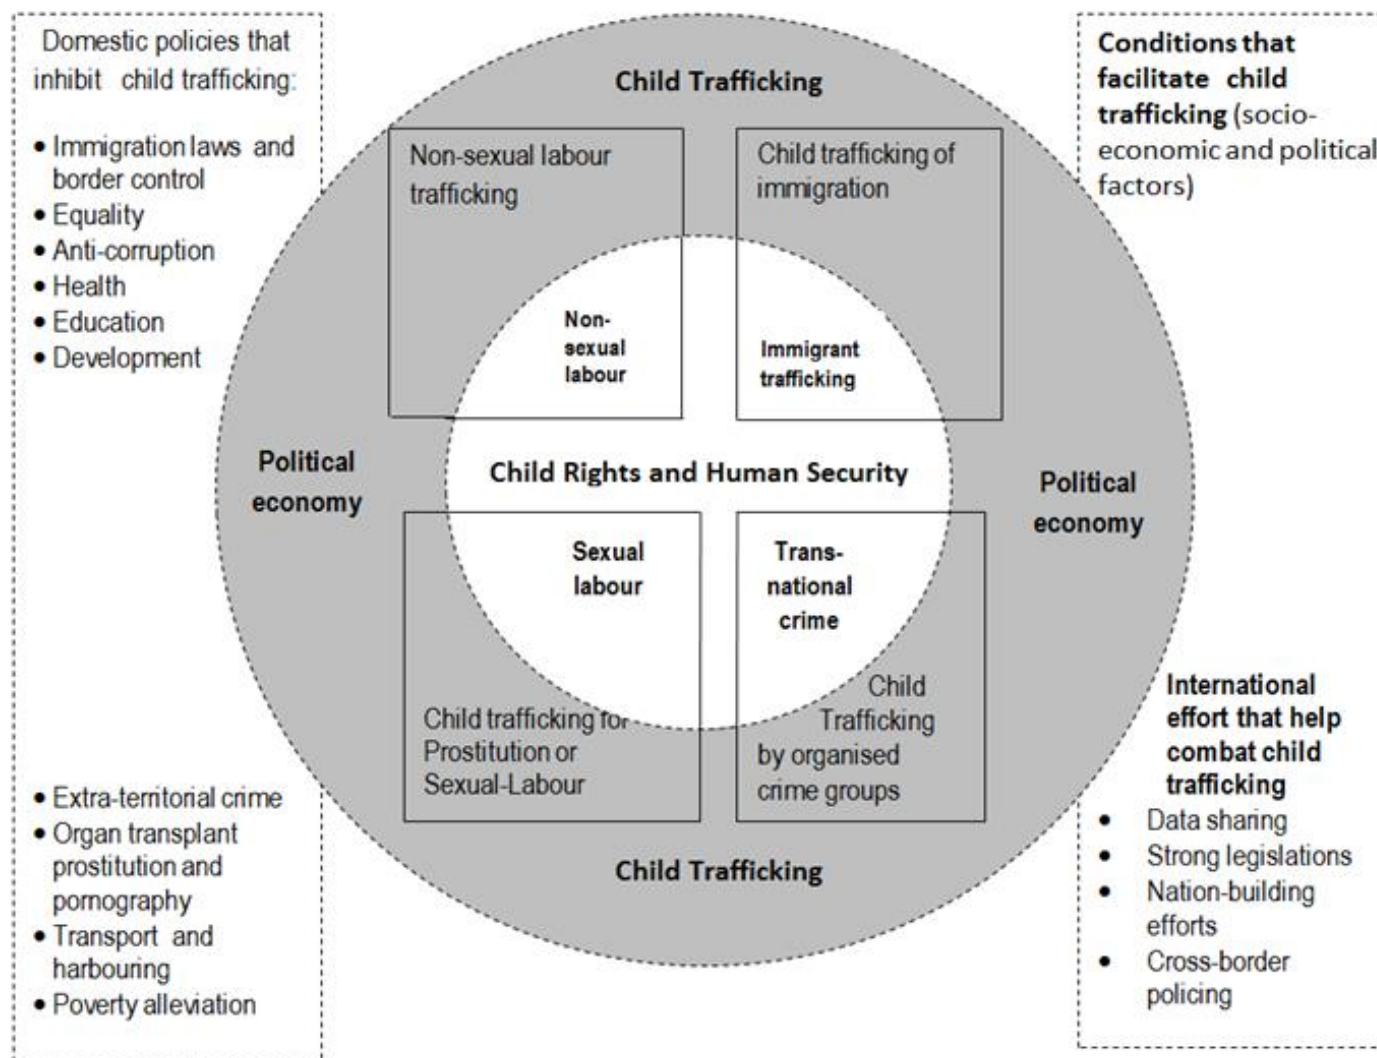 Domestic policies that
inhibit child trafficking:
• Immigration laws and
border control
• Equality
• Anti-corruption
• Health
• Education
• Development
• Extra-territorial crime
• Organ transplant
prostitution and
pornography
• Transport and
harbouring
• Poverty alleviation
Child Trafficking
Non-sexual labour
trafficking
Child trafficking of
immigration
Non-
sexual
labour
Immigrant
trafficking
Political
economy
Child Rights and Human Security
Political
economy
Sexual
labour
Trans-
national
crime
Child trafficking for
Prostitution or
Sexual-Labour
Child
Trafficking
by organised
crime groups
Child Trafficking
Conditions that
facilitate child
trafficking (socio-
economic and political
factors)
International
effort that help
combat child
trafficking
• Data sharing
• Strong legislations
• Nation-building
efforts
• Cross-border
policing